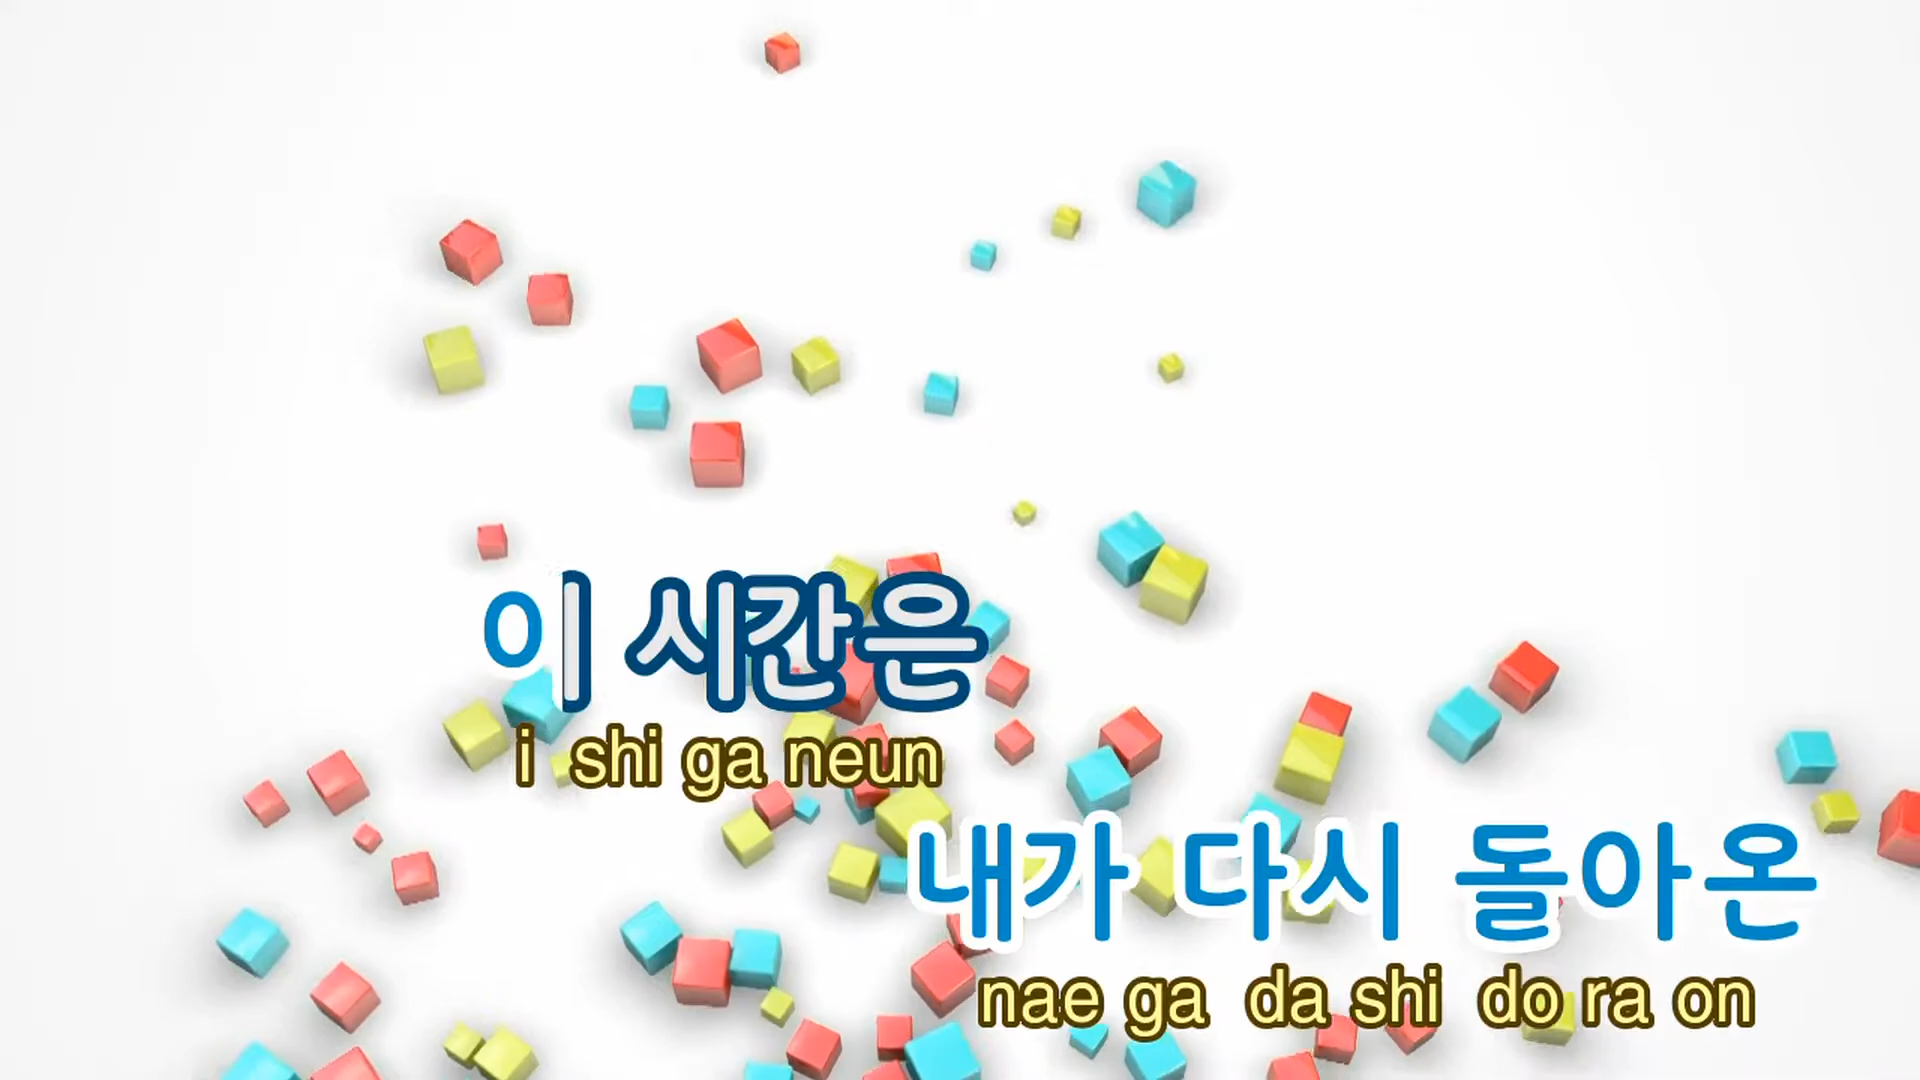 이 시간은
i shi ga neun
내가 다시 돌아온
nae ga da shi do ra on